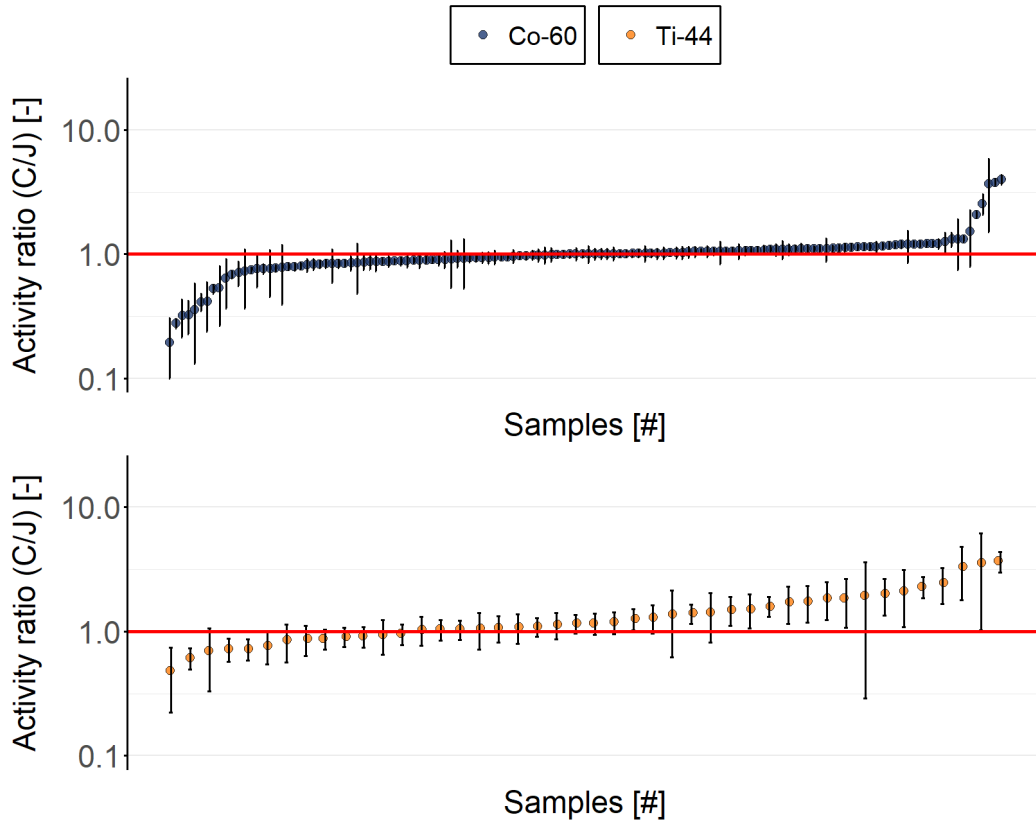 Co-60 Ti-44
Activity ratio (C/J) [-]
10.0
1.0
0.1
Samples [#]
Activity ratio (C/J) [-]
10.0
1.0
0.1
Samples [#]